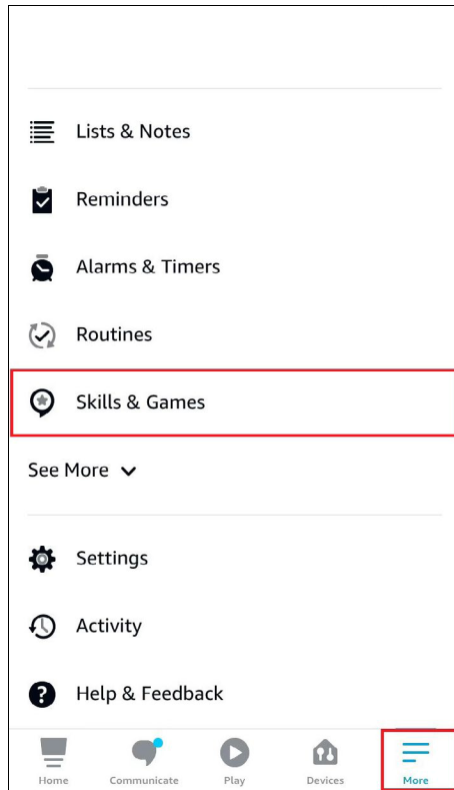 Lists & Notes
Reminders
Alarms & Timers
Routines
Skills & Games
See More
Settings
Activity
Help & Feedback
Home Communicate Play Devices More